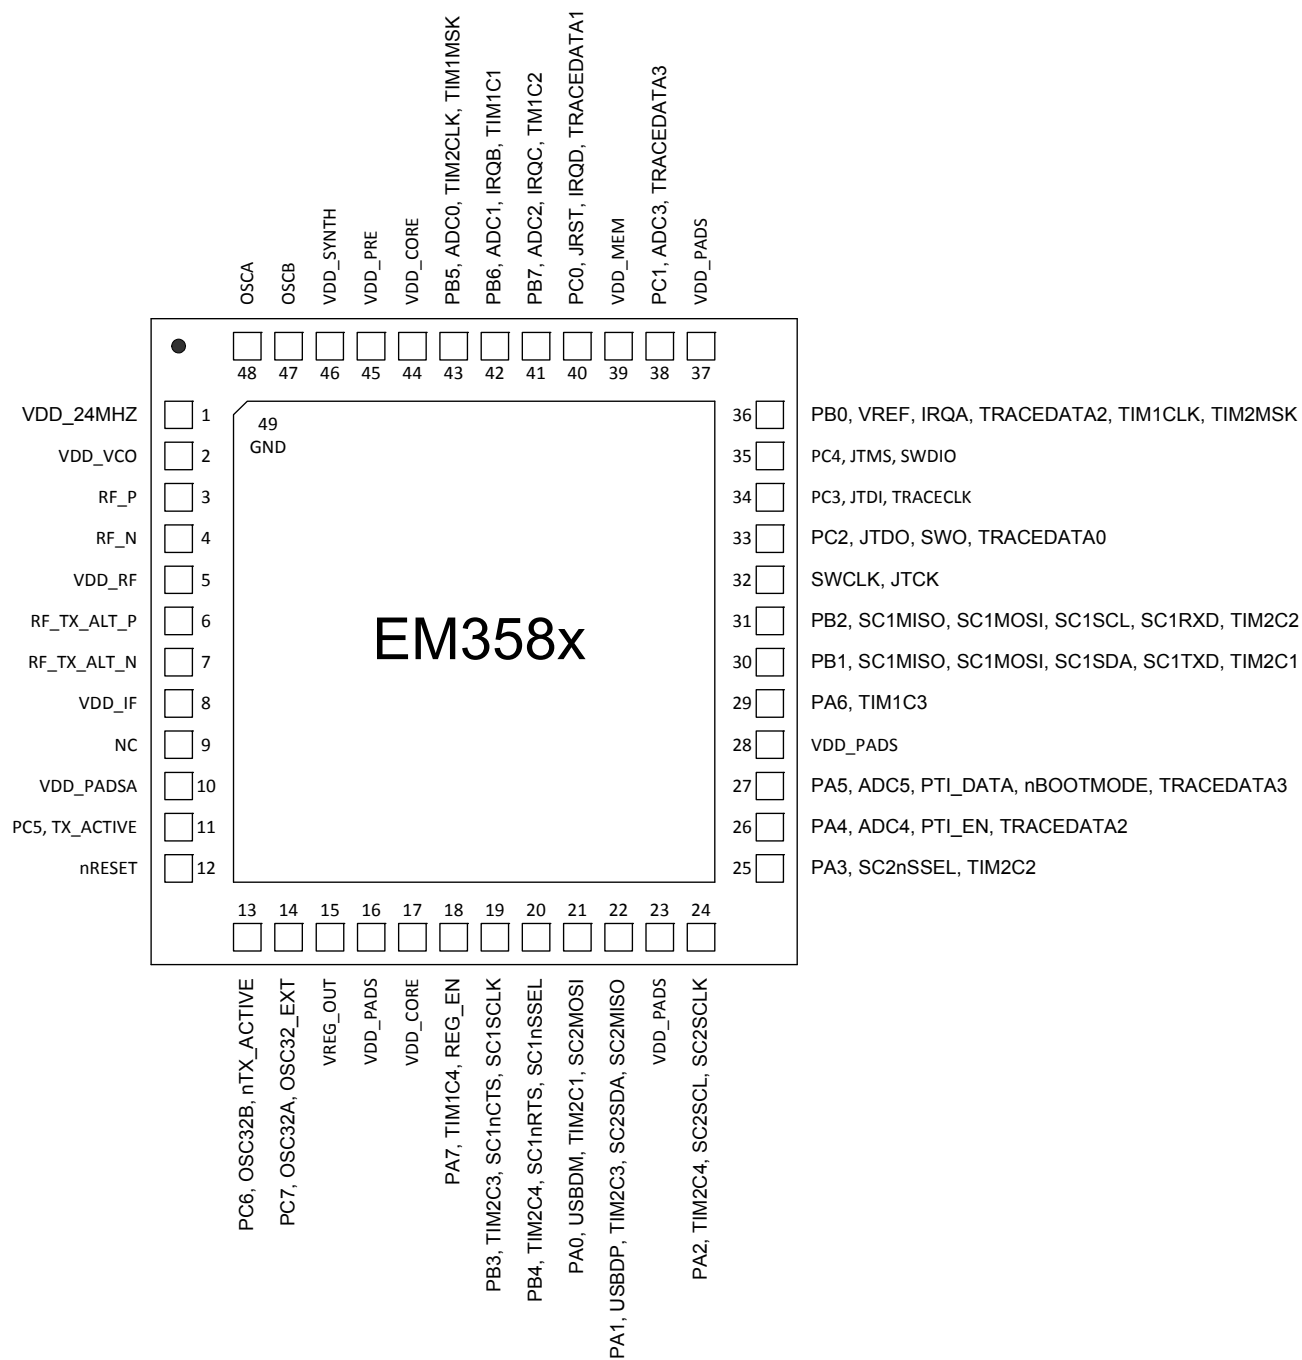 OSCA
OSCB
VDD_SYNTH
VDD_PRE
VDD_CORE
PB5, ADC0, TIM2CLK, TIM1MSK
PB6, ADC1, IRQB, TIM1C1
PB7, ADC2, IRQC, TM1C2
PC0, JRST, IRQD, TRACEDATA1
VDD_MEM
PC1, ADC3, TRACEDATA3
VDD_PADS
48 47 46 45 44 43 42 41 40 39 38 37
VDD_24MHZ 1
VDD_VCO 2
RF_P 3
RF_N 4
VDD_RF 5
RF_TX_ALT_P 6
RF_TX_ALT_N 7
VDD_IF 8
NC 9
VDD_PADSA 10
PC5, TX_ACTIVE 11
nRESET 12
49
GND
EM358x
36 PB0, VREF, IRQA, TRACEDATA2, TIM1CLK, TIM2MSK
35 PC4, JTMS, SWDIO
34 PC3, JTDI, TRACECLK
33 PC2, JTDO, SWO, TRACEDATA0
32 SWCLK, JTCK
31 PB2, SC1MISO, SC1MOSI, SC1SCL, SC1RXD, TIM2C2
30 PB1, SC1MISO, SC1MOSI, SC1SDA, SC1TXD, TIM2C1
29 PA6, TIM1C3
28 VDD_PADS
27 PA5, ADC5, PTI_DATA, nBOOTMODE, TRACEDATA3
26 PA4, ADC4, PTI_EN, TRACEDATA2
25 PA3, SC2nSSEL, TIM2C2
13 14 15 16 17 18 19 20 21 22 23 24
PC6, OSC32B, nTX_ACTIVE
PC7, OSC32A, OSC32_EXT
VREG_OUT
VDD_PADS
VDD_CORE
PA7, TIM1C4, REG_EN
PB3, TIM2C3, SC1nCTS, SC1SCLK
PB4, TIM2C4, SC1nRTS, SC1nSSEL
PA0, USBDM, TIM2C1, SC2MOSI
PA1, USBDP, TIM2C3, SC2SDA, SC2MISO
VDD_PADS
PA2, TIM2C4, SC2SCL, SC2SCLK